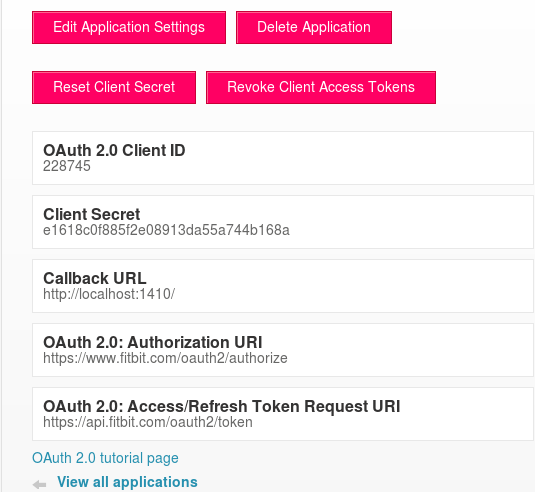 Edit Application Settings
Delete Application
Reset Client Secret
Revoke Client Access Tokens
OAuth 2.0 Client ID
228745
Client Secret
e1618c0f885f2e08913da55a744b168a
Callback URL
http://localhost:1410/
OAuth 2.0: Authorization URI
https://www.fitbit.com/oauth2/authorize
OAuth 2.0: Access/Refresh Token Request URI
https://api.fitbit.com/oauth2/token
OAuth 2.0 tutorial page
View all applications